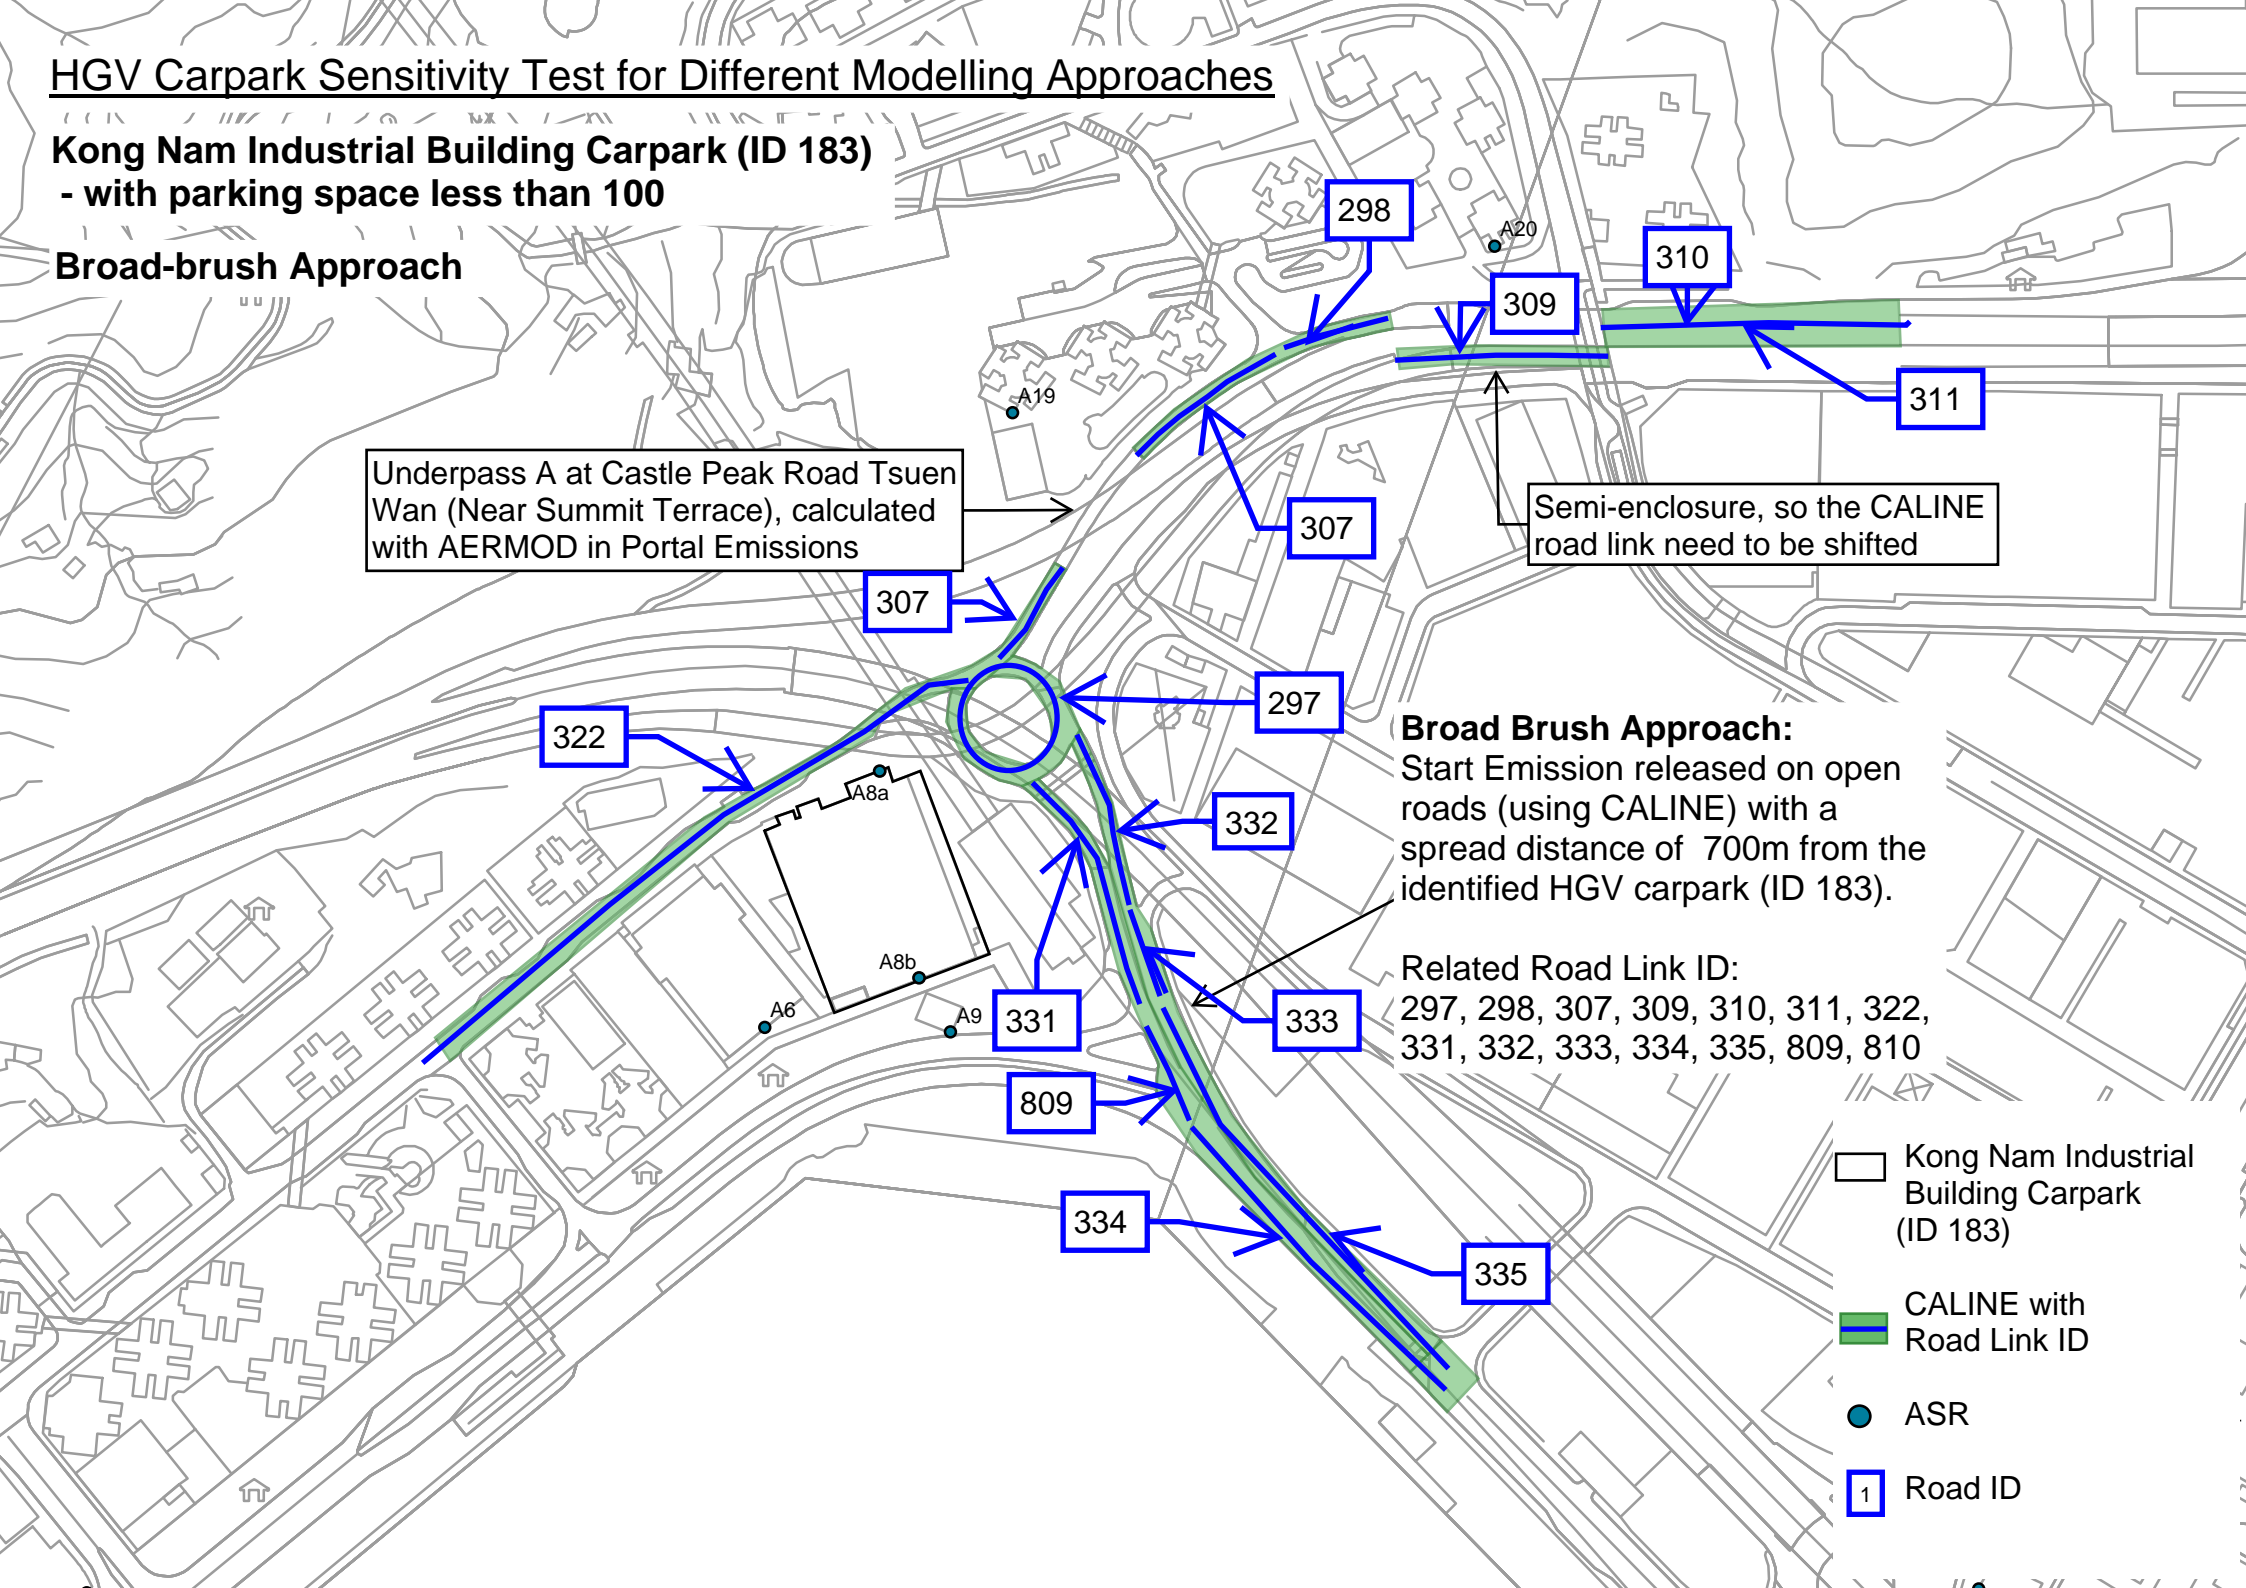 HGV Carpark Sensitivity Test for Different Modelling Approaches
Kong Nam Industrial Building Carpark (ID 183)
- with parking space less than 100
Broad-brush Approach
298
A20
310
309
311
A19
Underpass A at Castle Peak Road Tsuen
Wan (Near Summit Terrace), calculated
with AERMOD in Portal Emissions
307
Semi-enclosure, so the CALINE
road link need to be shifted
307
297
322
A8a
332
Broad Brush Approach:
Start Emission released on open
roads (using CALINE) with a
spread distance of 700m from the
identified HGV carpark (ID 183).
Related Road Link ID:
297, 298, 307, 309, 310, 311, 322,
331, 332, 333, 334, 335, 809, 810
A8b
A6
A9
331
333
809
334
335
Kong Nam Industrial
Building Carpark
(ID 183)
CALINE with
Road Link ID
ASR
1
Road ID